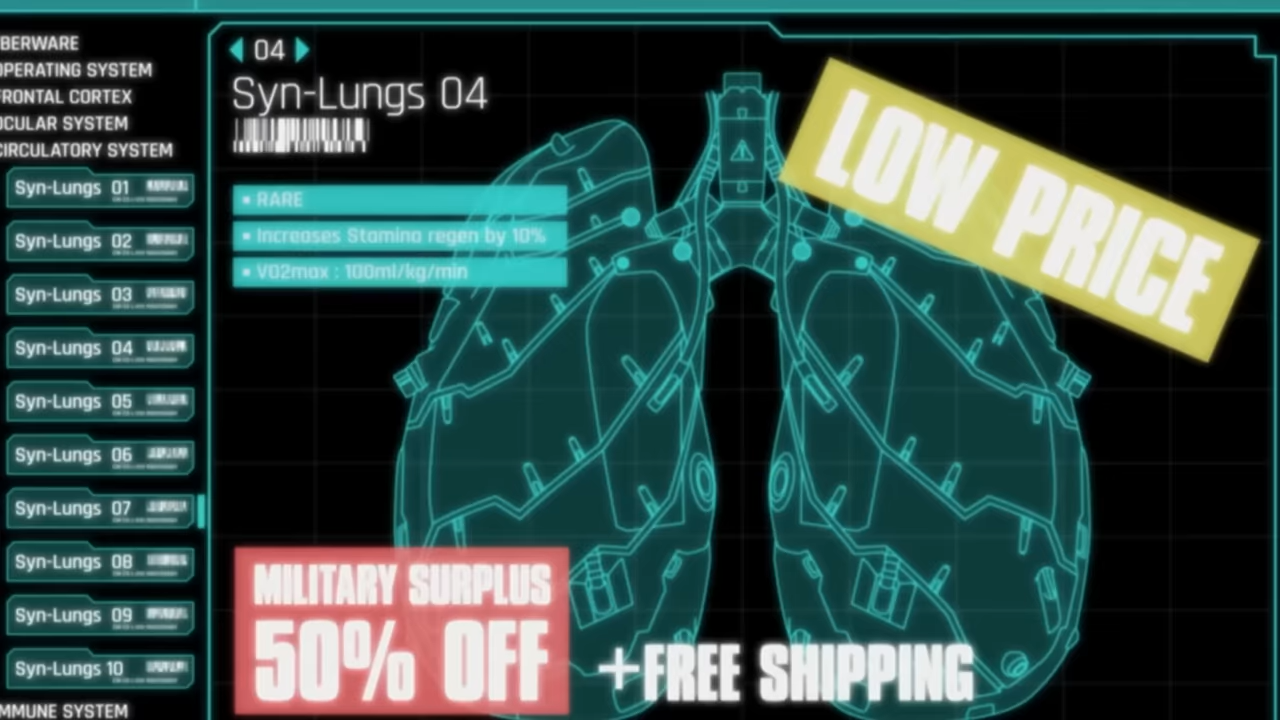 BERWARE
OPERATING SYSTEM
FRONTAL CORTEX
OCULAR SYSTEM
CIRCULATORY SYSTEM
Syn-Lungs 01
Syn-Lungs 02
Syn-Lungs 03
Syn-Lungs 04
Syn-Lungs 05
Syn-Lungs 06
Syn-Lungs 07
Syn-Lungs 08
Syn-Lungs 09
Syn-Lungs 10
MMUNE SYSTEM
04
Syn-Lungs 04
▪ RARE
▪ Increases Stamina regen by 10%
▪ VO2max : 100ml/kg/min
LOW PRICE
MILITARY SURPLUS
50% OFF
+FREE SHIPPING